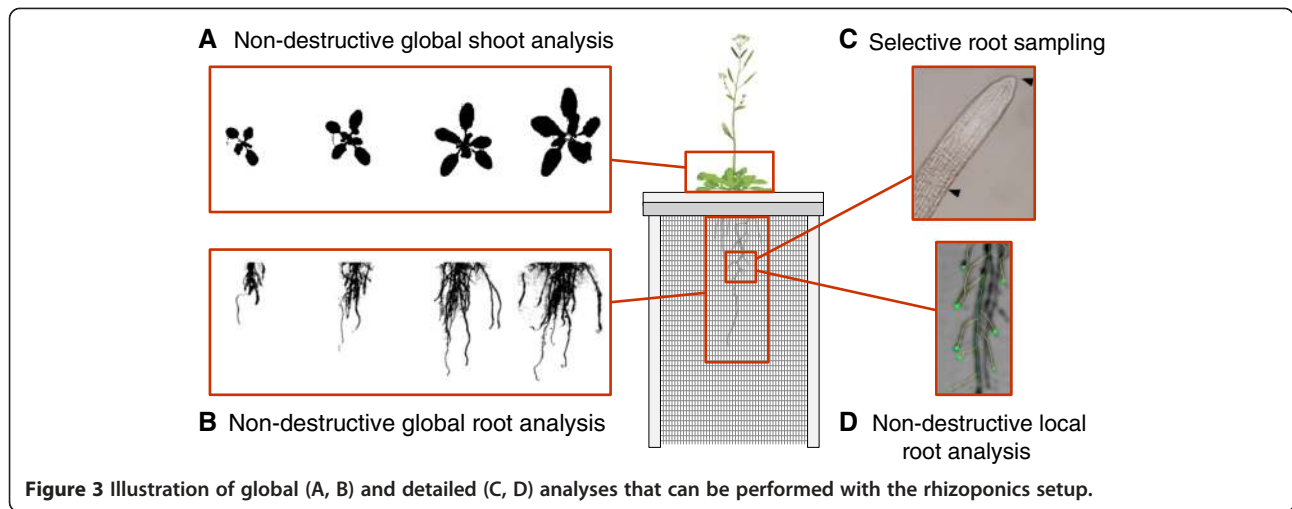 A Non-destructive global shoot analysis
C Selective root sampling
B Non-destructive global root analysis
D Non-destructive local
root analysis
Figure 3 Illustration of global (A, B) and detailed (C, D) analyses that can be performed with the rhizoponics setup.